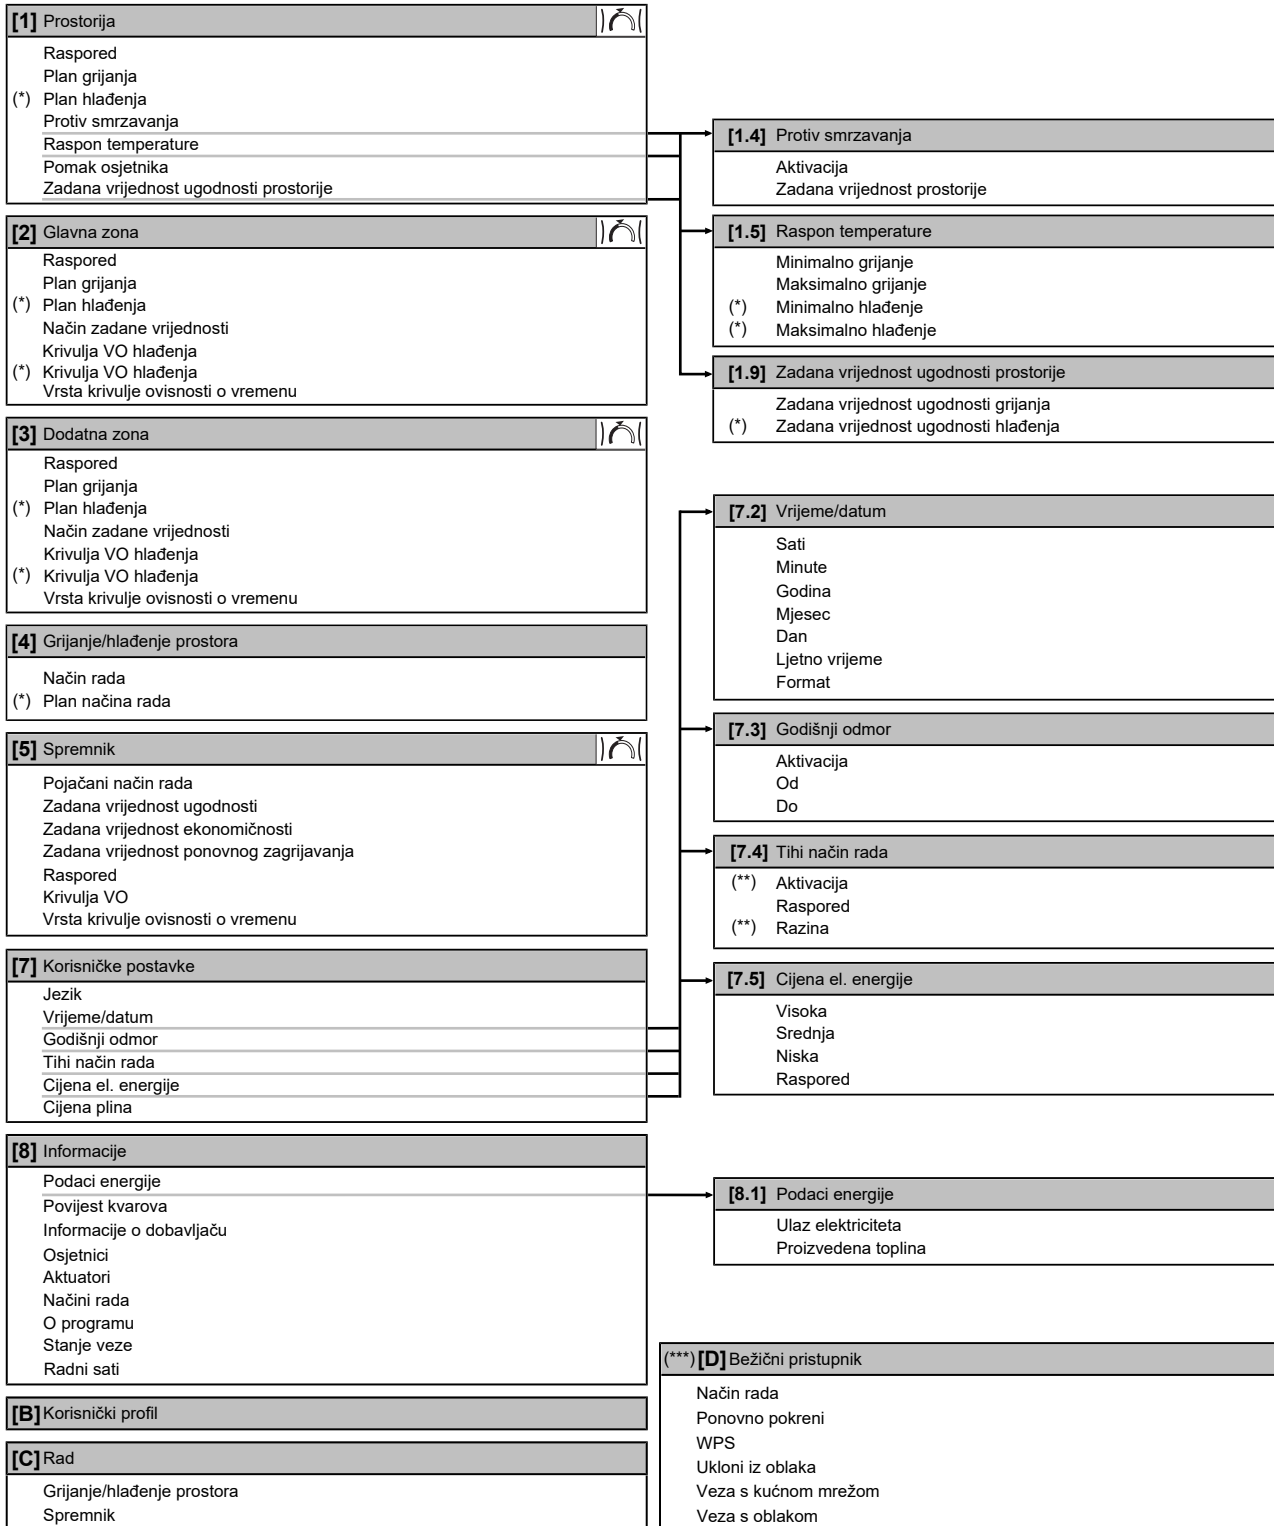 [1] Prostorija
Raspored
Plan grijanja
(*) Plan hlađenja
Protiv smrzavanja
Raspon temperature
Pomak osjetnika
Zadana vrijednost ugodnosti prostorije
[2] Glavna zona
Raspored
Plan grijanja
(*) Plan hlađenja
Način zadane vrijednosti
Krivulja VO hlađenja
(*) Krivulja VO hlađenja
Vrsta krivulje ovisnosti o vremenu
[3] Dodatna zona
Raspored
Plan grijanja
(*) Plan hlađenja
Način zadane vrijednosti
Krivulja VO hlađenja
(*) Krivulja VO hlađenja
Vrsta krivulje ovisnosti o vremenu
[4] Grijanje/hlađenje prostora
Način rada
(*) Plan načina rada
[5] Spremnik
Pojačani način rada
Zadana vrijednost ugodnosti
Zadana vrijednost ekonomičnosti
Zadana vrijednost ponovnog zagrijavanja
Raspored
Krivulja VO
Vrsta krivulje ovisnosti o vremenu
[7] Korisničke postavke
Jezik
Vrijeme/datum
Godišnji odmor
Tihi način rada
Cijena el. energije
Cijena plina
[8] Informacije
Podaci energije
Povijest kvarova
Informacije o dobavljaču
Osjetnici
Aktuatori
Načini rada
O programu
Stanje veze
Radni sati
[B] Korisnički profil
[C] Rad
Grijanje/hlađenje prostora
Spremnik
[1.4] Protiv smrzavanja
Aktivacija
Zadana vrijednost prostorije
[1.5] Raspon temperature
Minimalno grijanje
Maksimalno grijanje
(*) Minimalno hlađenje
(*) Maksimalno hlađenje
[1.9] Zadana vrijednost ugodnosti prostorije
Zadana vrijednost ugodnosti grijanja
(*) Zadana vrijednost ugodnosti hlađenja
[7.2] Vrijeme/datum
Sati
Minute
Godina
Mjesec
Dan
Ljetno vrijeme
Format
[7.3] Godišnji odmor
Aktivacija
Od
Do
[7.4] Tihi način rada
(**) Aktivacija
Raspored
(**) Razina
[7.5] Cijena el. energije
Visoka
Srednja
Niska
Raspored
[8.1] Podaci energije
Ulaz elektriciteta
Proizvedena toplina
(***) [D] Bežični pristupnik
Način rada
Ponovno pokreni
WPS
Ukloni iz oblaka
Veza s kućnom mrežom
Veza s oblakom